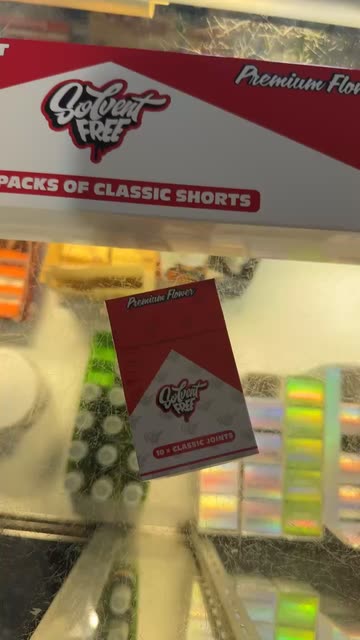 Premium Flow
SOLVENT
FREE
PACKS OF CLASSIC SHORTS
Premium Flower
SOLVENT
FREE
10 x CLASSIC JOINTS